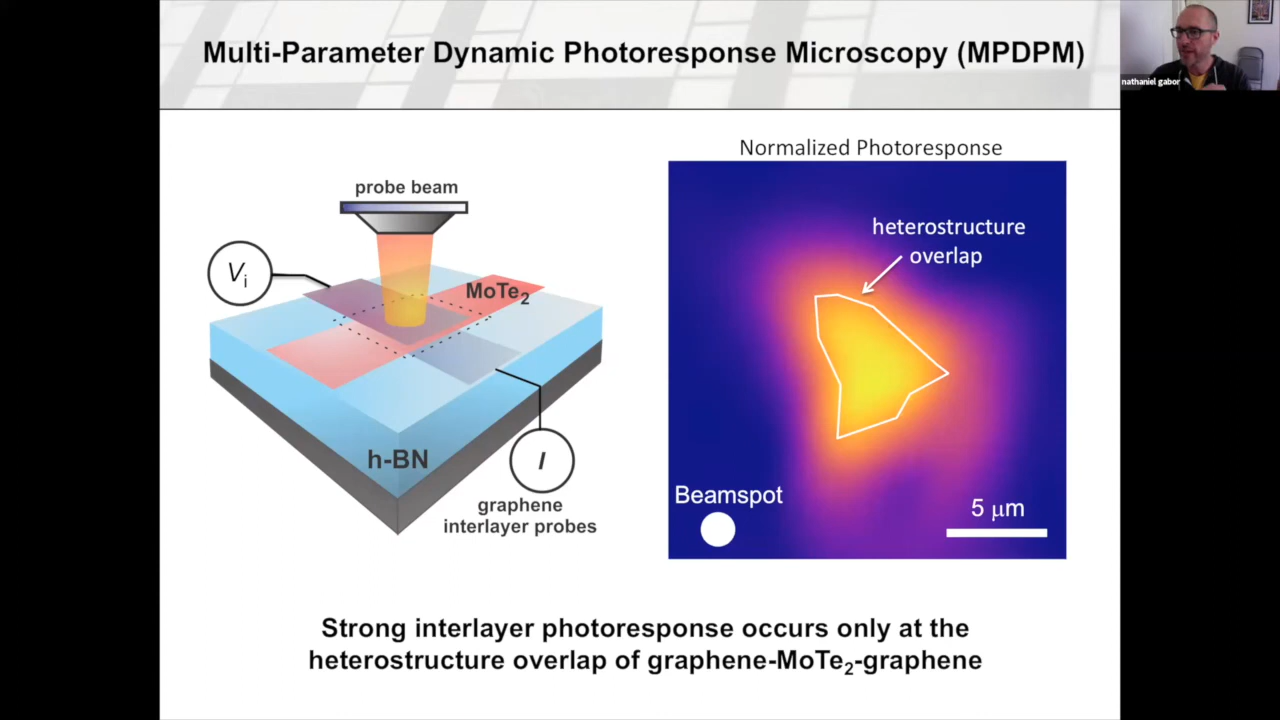 Multi-Parameter Dynamic Photoresponse Microscopy (MPDPM)
nathaniel gabor
probe beam
Vi
MoTe2
h-BN
I
graphene
interlayer probes
Normalized Photoresponse
heterostructure
overlap
Beamspot
5 μm
Strong interlayer photoresponse occurs only at the
heterostructure overlap of graphene-MoTe2-graphene